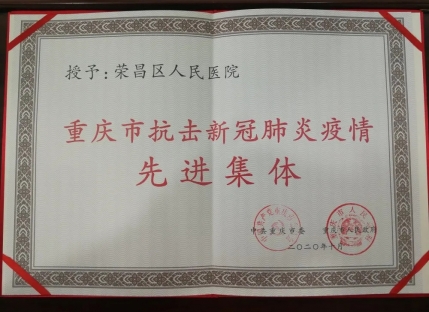 授予：荣昌区人民医院
重庆市抗击新冠肺炎疫情
先进集体
中共重庆市委 重庆市人民政府
二〇二〇年十月